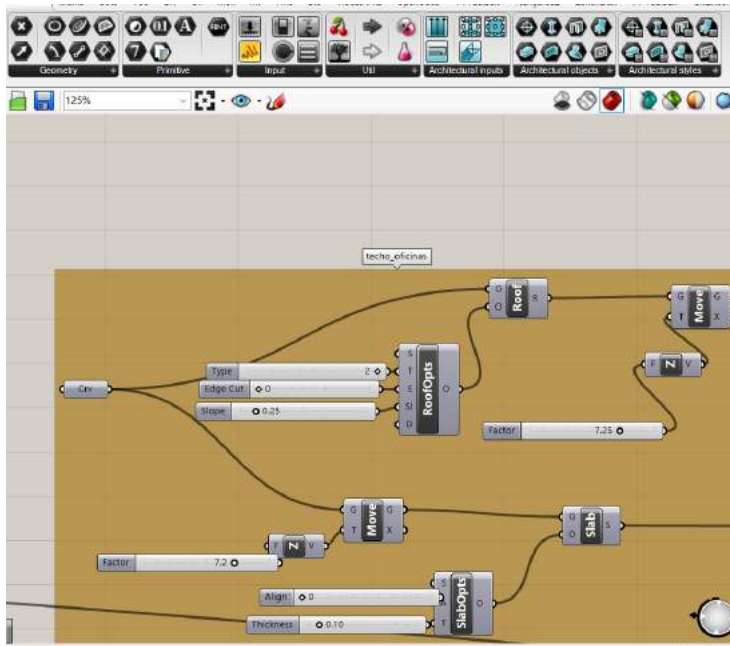 FONT
Geometry
Primitive
Input
Util
Architectural inputs
Architectural objects
Architectural styles
125%
techo_oficinas
G
O
Roof
R
G
T
Move
G
X
Crv
Type
2
Edge Cut
0
Slope
0.25
S
T
E
Sl
D
RoofOpts
O
F
Z
V
Factor
7.25
G
T
Move
G
X
G
O
Slab
S
F
Z
V
Factor
7.2
Align
0
Thickness
0.10
S
T
SlabOpts
O